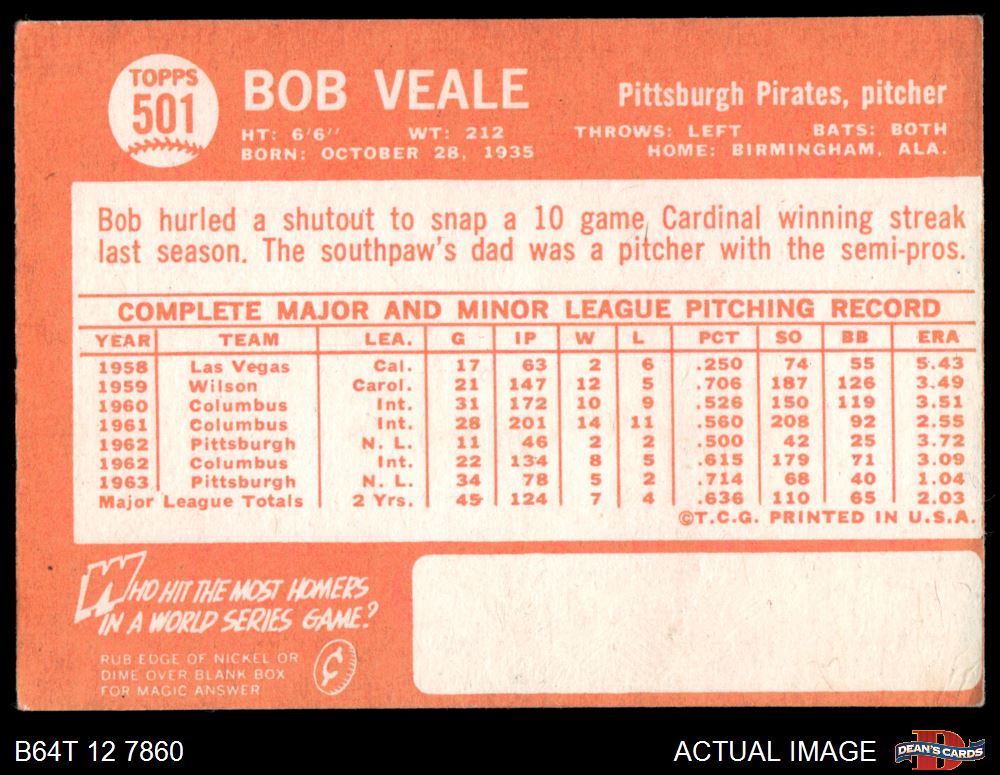 TOPPS
501
BOB VEALE
Pittsburgh Pirates, pitcher
HT: 6'6" WT: 212 THROWS: LEFT BATS: BOTH
BORN: OCTOBER 28, 1935 HOME: BIRMINGHAM, ALA.
Bob hurled a shutout to snap a 10 game Cardinal winning streak
last season. The southpaw's dad was a pitcher with the semi-pros.
COMPLETE MAJOR AND MINOR LEAGUE PITCHING RECORD
YEAR TEAM LEA. G IP W L PCT SO BB ERA
1958 Las Vegas Cal. 17 63 2 6 .250 74 55 5.43
1959 Wilson Carol. 21 147 12 5 .706 187 126 3.49
1960 Columbus Int. 31 172 10 9 .526 150 119 3.51
1961 Columbus Int. 28 201 14 11 .560 208 92 2.55
1962 Pittsburgh N. L. 11 46 2 2 .500 42 25 3.72
1962 Columbus Int. 22 134 8 5 .615 179 71 3.09
1963 Pittsburgh N. L. 34 78 5 2 .714 68 40 1.04
Major League Totals 2 Yrs. 45 124 7 4 .636 110 65 2.03
©T.C.G. PRINTED IN U.S.A.
WHO HIT THE MOST HOMERS
IN A WORLD SERIES GAME?
RUB EDGE OF NICKEL OR
DIME OVER BLANK BOX
FOR MAGIC ANSWER
¢
B64T 12 7860
ACTUAL IMAGE
DEAN'S CARDS